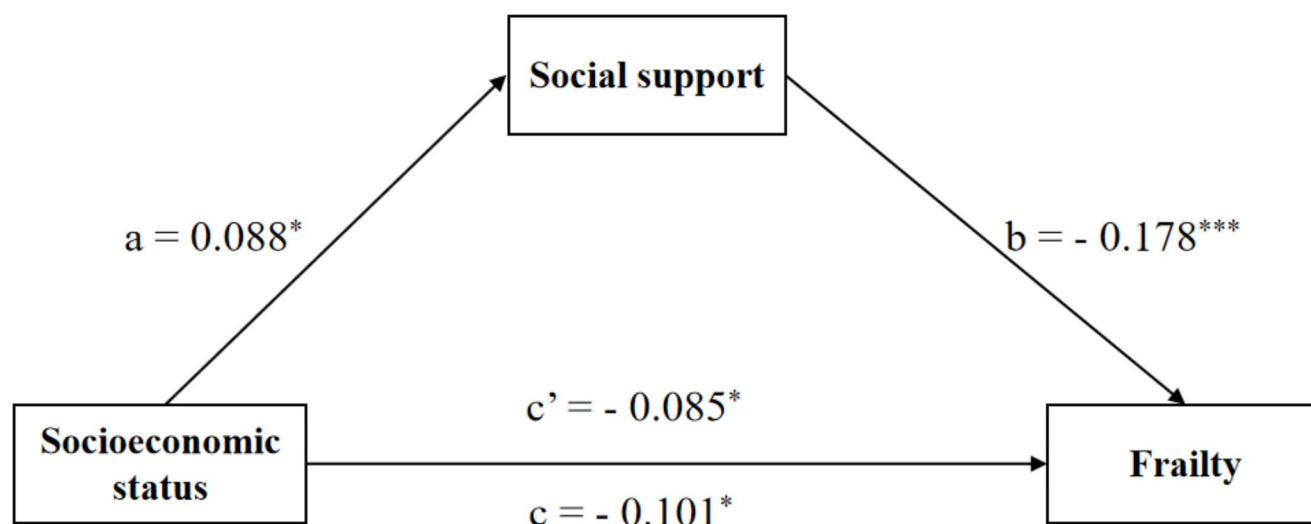 Social support
a = 0.088*
b = - 0.178***
c’ = - 0.085*
Socioeconomic
status
Frailty
c = - 0.101*